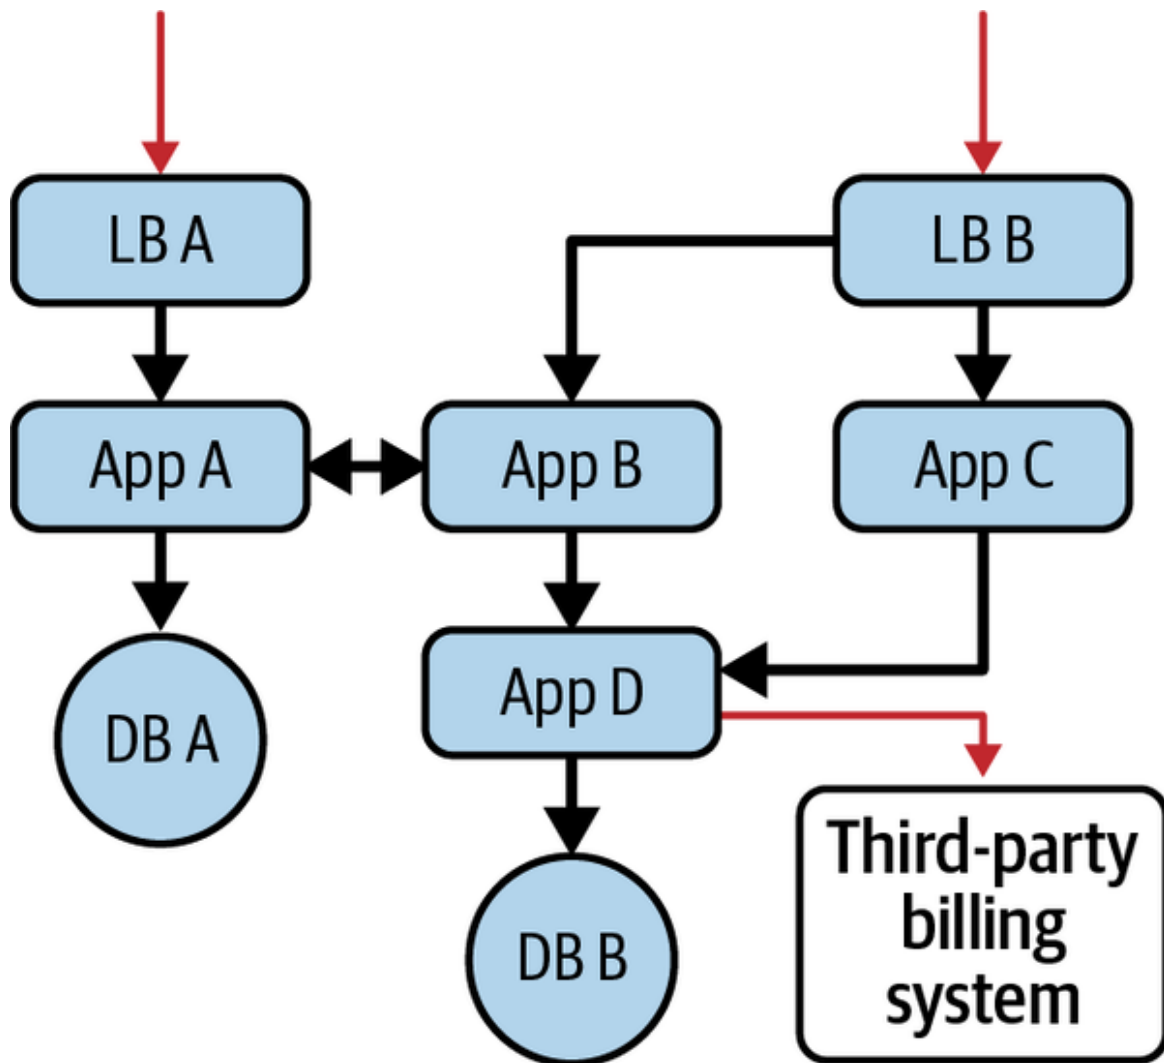 LB A
LB B
App A
App B
App C
DB A
App D
DB B
Third-party
billing
system